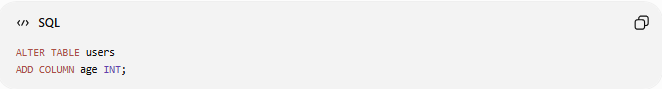 SQL
ALTER TABLE users
ADD COLUMN age INT;